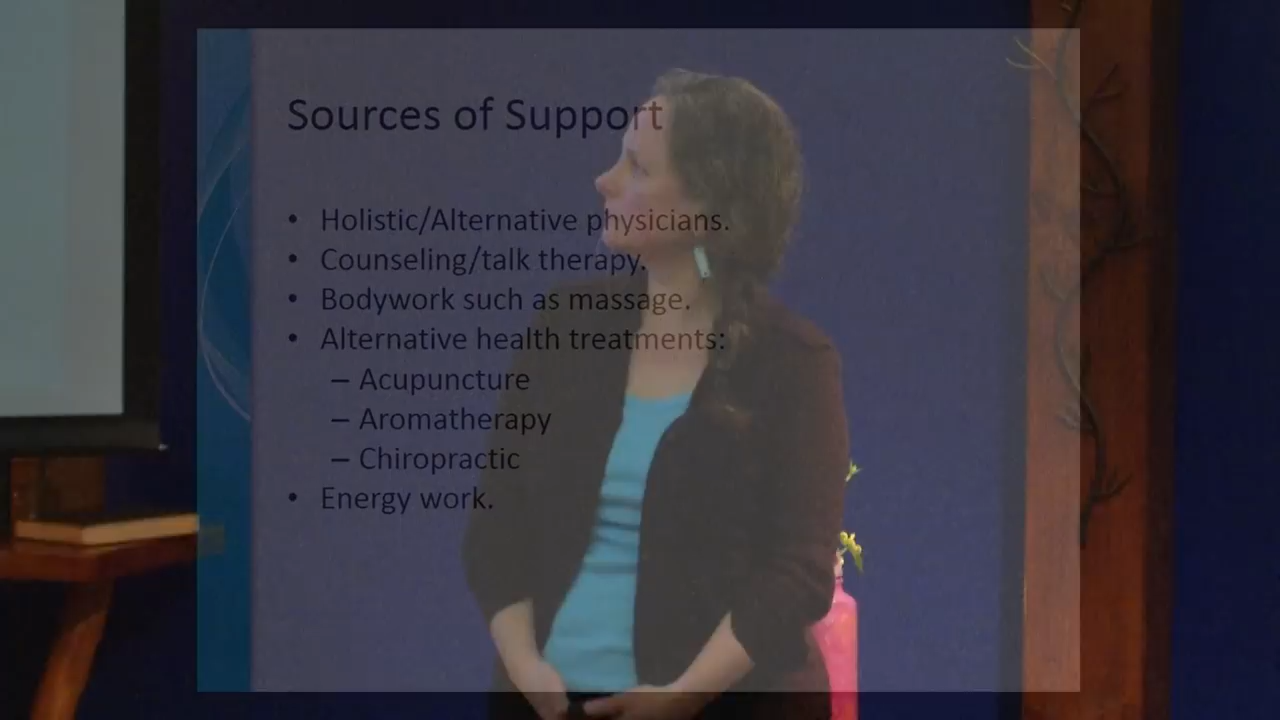 Sources of Support
• Holistic/Alternative physicians.
• Counseling/talk therapy.
• Bodywork such as massage.
• Alternative health treatments:
– Acupuncture
– Aromatherapy
– Chiropractic
• Energy work.